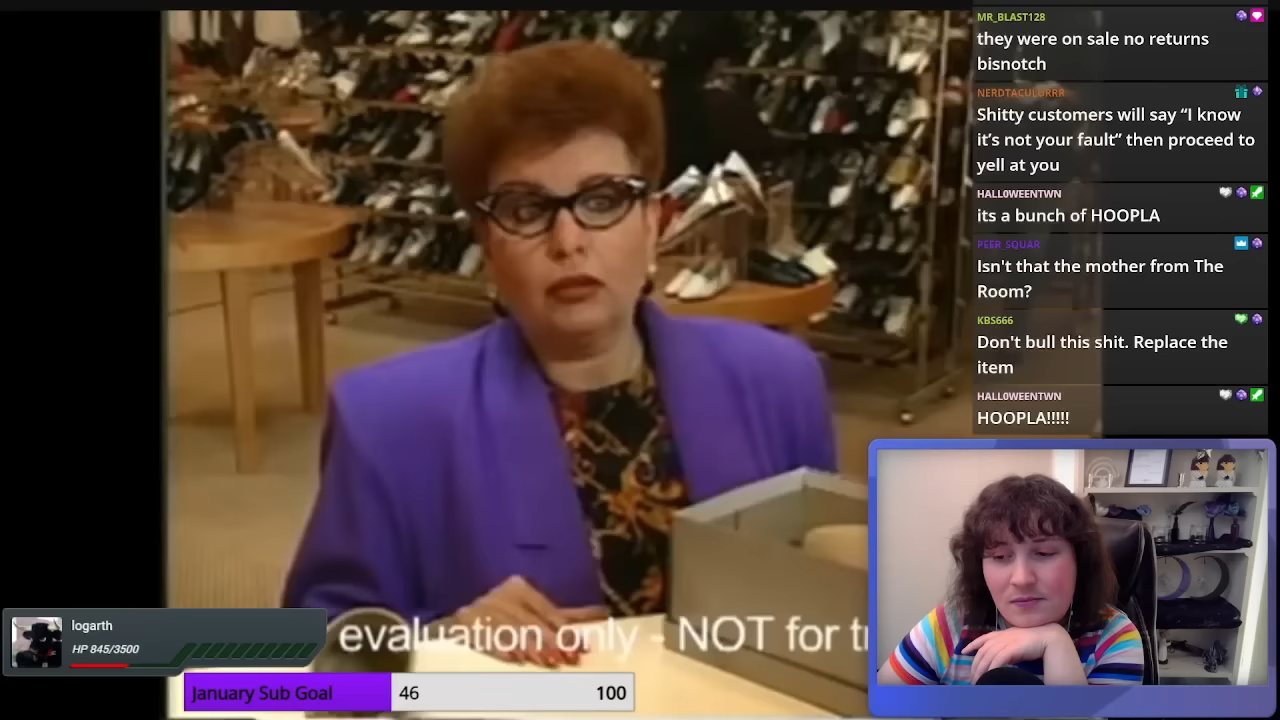 MR_BLAST128
they were on sale no returns
bisnotch
NERDTACULURRR
Shitty customers will say “I know
it’s not your fault” then proceed to
yell at you
HALL0WEENTWN
its a bunch of HOOPLA
PEER_SQUAR
Isn't that the mother from The
Room?
KBS666
Don't bull this shit. Replace the
item
HALL0WEENTWN
HOOPLA!!!!!
logarth
HP 845/3500
evaluation only - NOT for tr
January Sub Goal 46 100